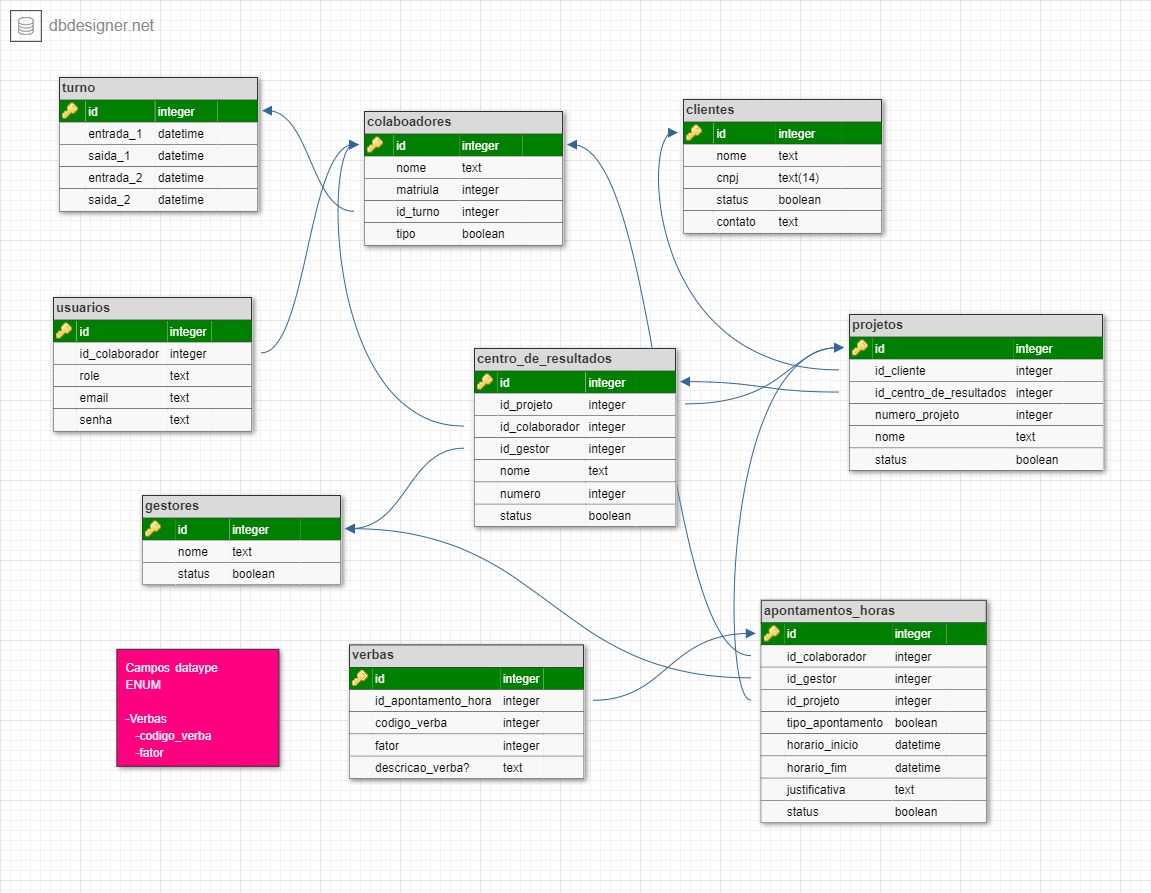 dbdesigner.net
turno
id integer
entrada_1 datetime
saida_1 datetime
entrada_2 datetime
saida_2 datetime
colaboadores
id integer
nome text
matriula integer
id_turno integer
tipo boolean
clientes
id integer
nome text
cnpj text(14)
status boolean
contato text
usuarios
id integer
id_colaborador integer
role text
email text
senha text
centro_de_resultados
id integer
id_projeto integer
id_colaborador integer
id_gestor integer
nome text
numero integer
status boolean
projetos
id integer
id_cliente integer
id_centro_de_resultados integer
numero_projeto integer
nome text
status boolean
gestores
id integer
nome text
status boolean
Campos dataype
ENUM
-Verbas
-codigo_verba
-fator
verbas
id integer
id_apontamento_hora integer
codigo_verba integer
fator integer
descricao_verba? text
apontamentos_horas
id integer
id_colaborador integer
id_gestor integer
id_projeto integer
tipo_apontamento boolean
horario_inicio datetime
horario_fim datetime
justificativa text
status boolean